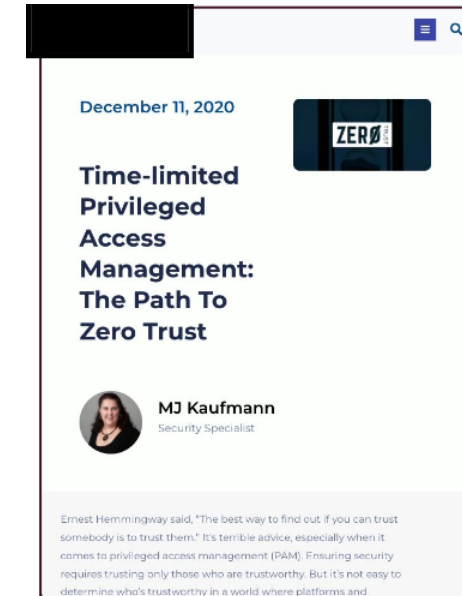 December 11, 2020
ZERØ
TRUST
Time-limited
Privileged
Access
Management:
The Path To
Zero Trust
MJ Kaufmann
Security Specialist
Ernest Hemmingway said, “The best way to find out if you can trust
somebody is to trust them.” It’s terrible advice, especially when it
comes to privileged access management (PAM). Ensuring security
requires trusting only those who are trustworthy. But it’s not easy to
determine who’s trustworthy in a world where platforms and